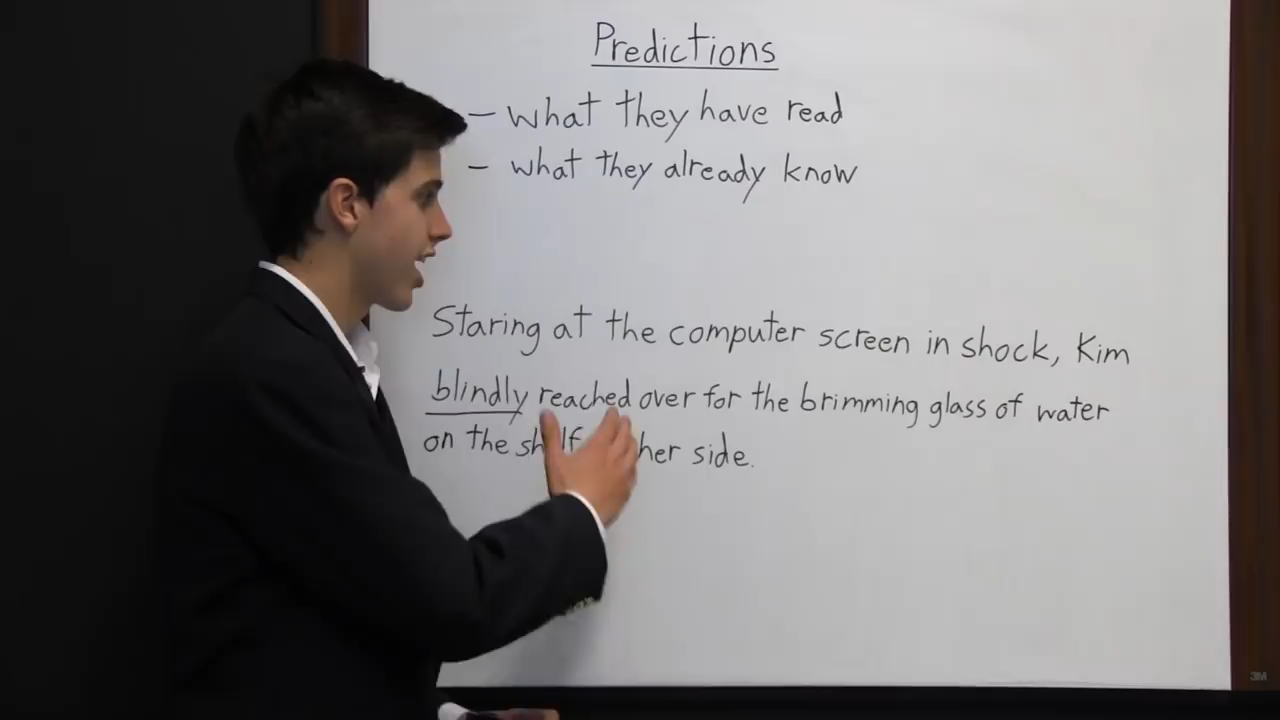 Predictions
- what they have read
- what they already know
Staring at the computer screen in shock, Kim
blindly reached over for the brimming glass of water
on the her side.
3M